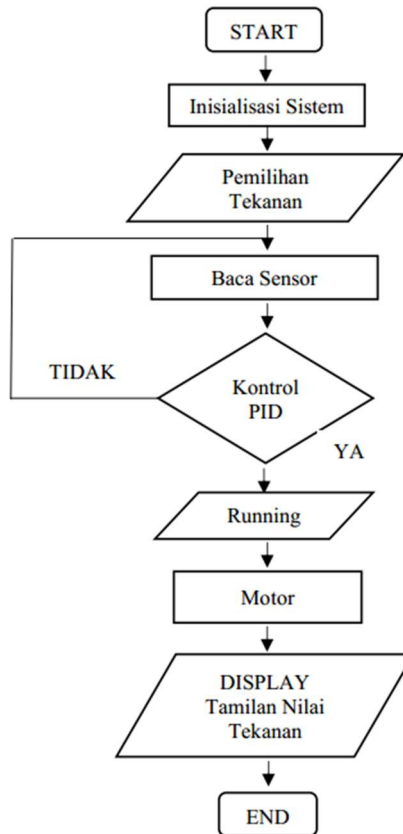 START
Inisialisasi Sistem
Pemilihan
Tekanan
Baca Sensor
TIDAK
Kontrol
PID
YA
Running
Motor
DISPLAY
Tamilan Nilai
Tekanan
END